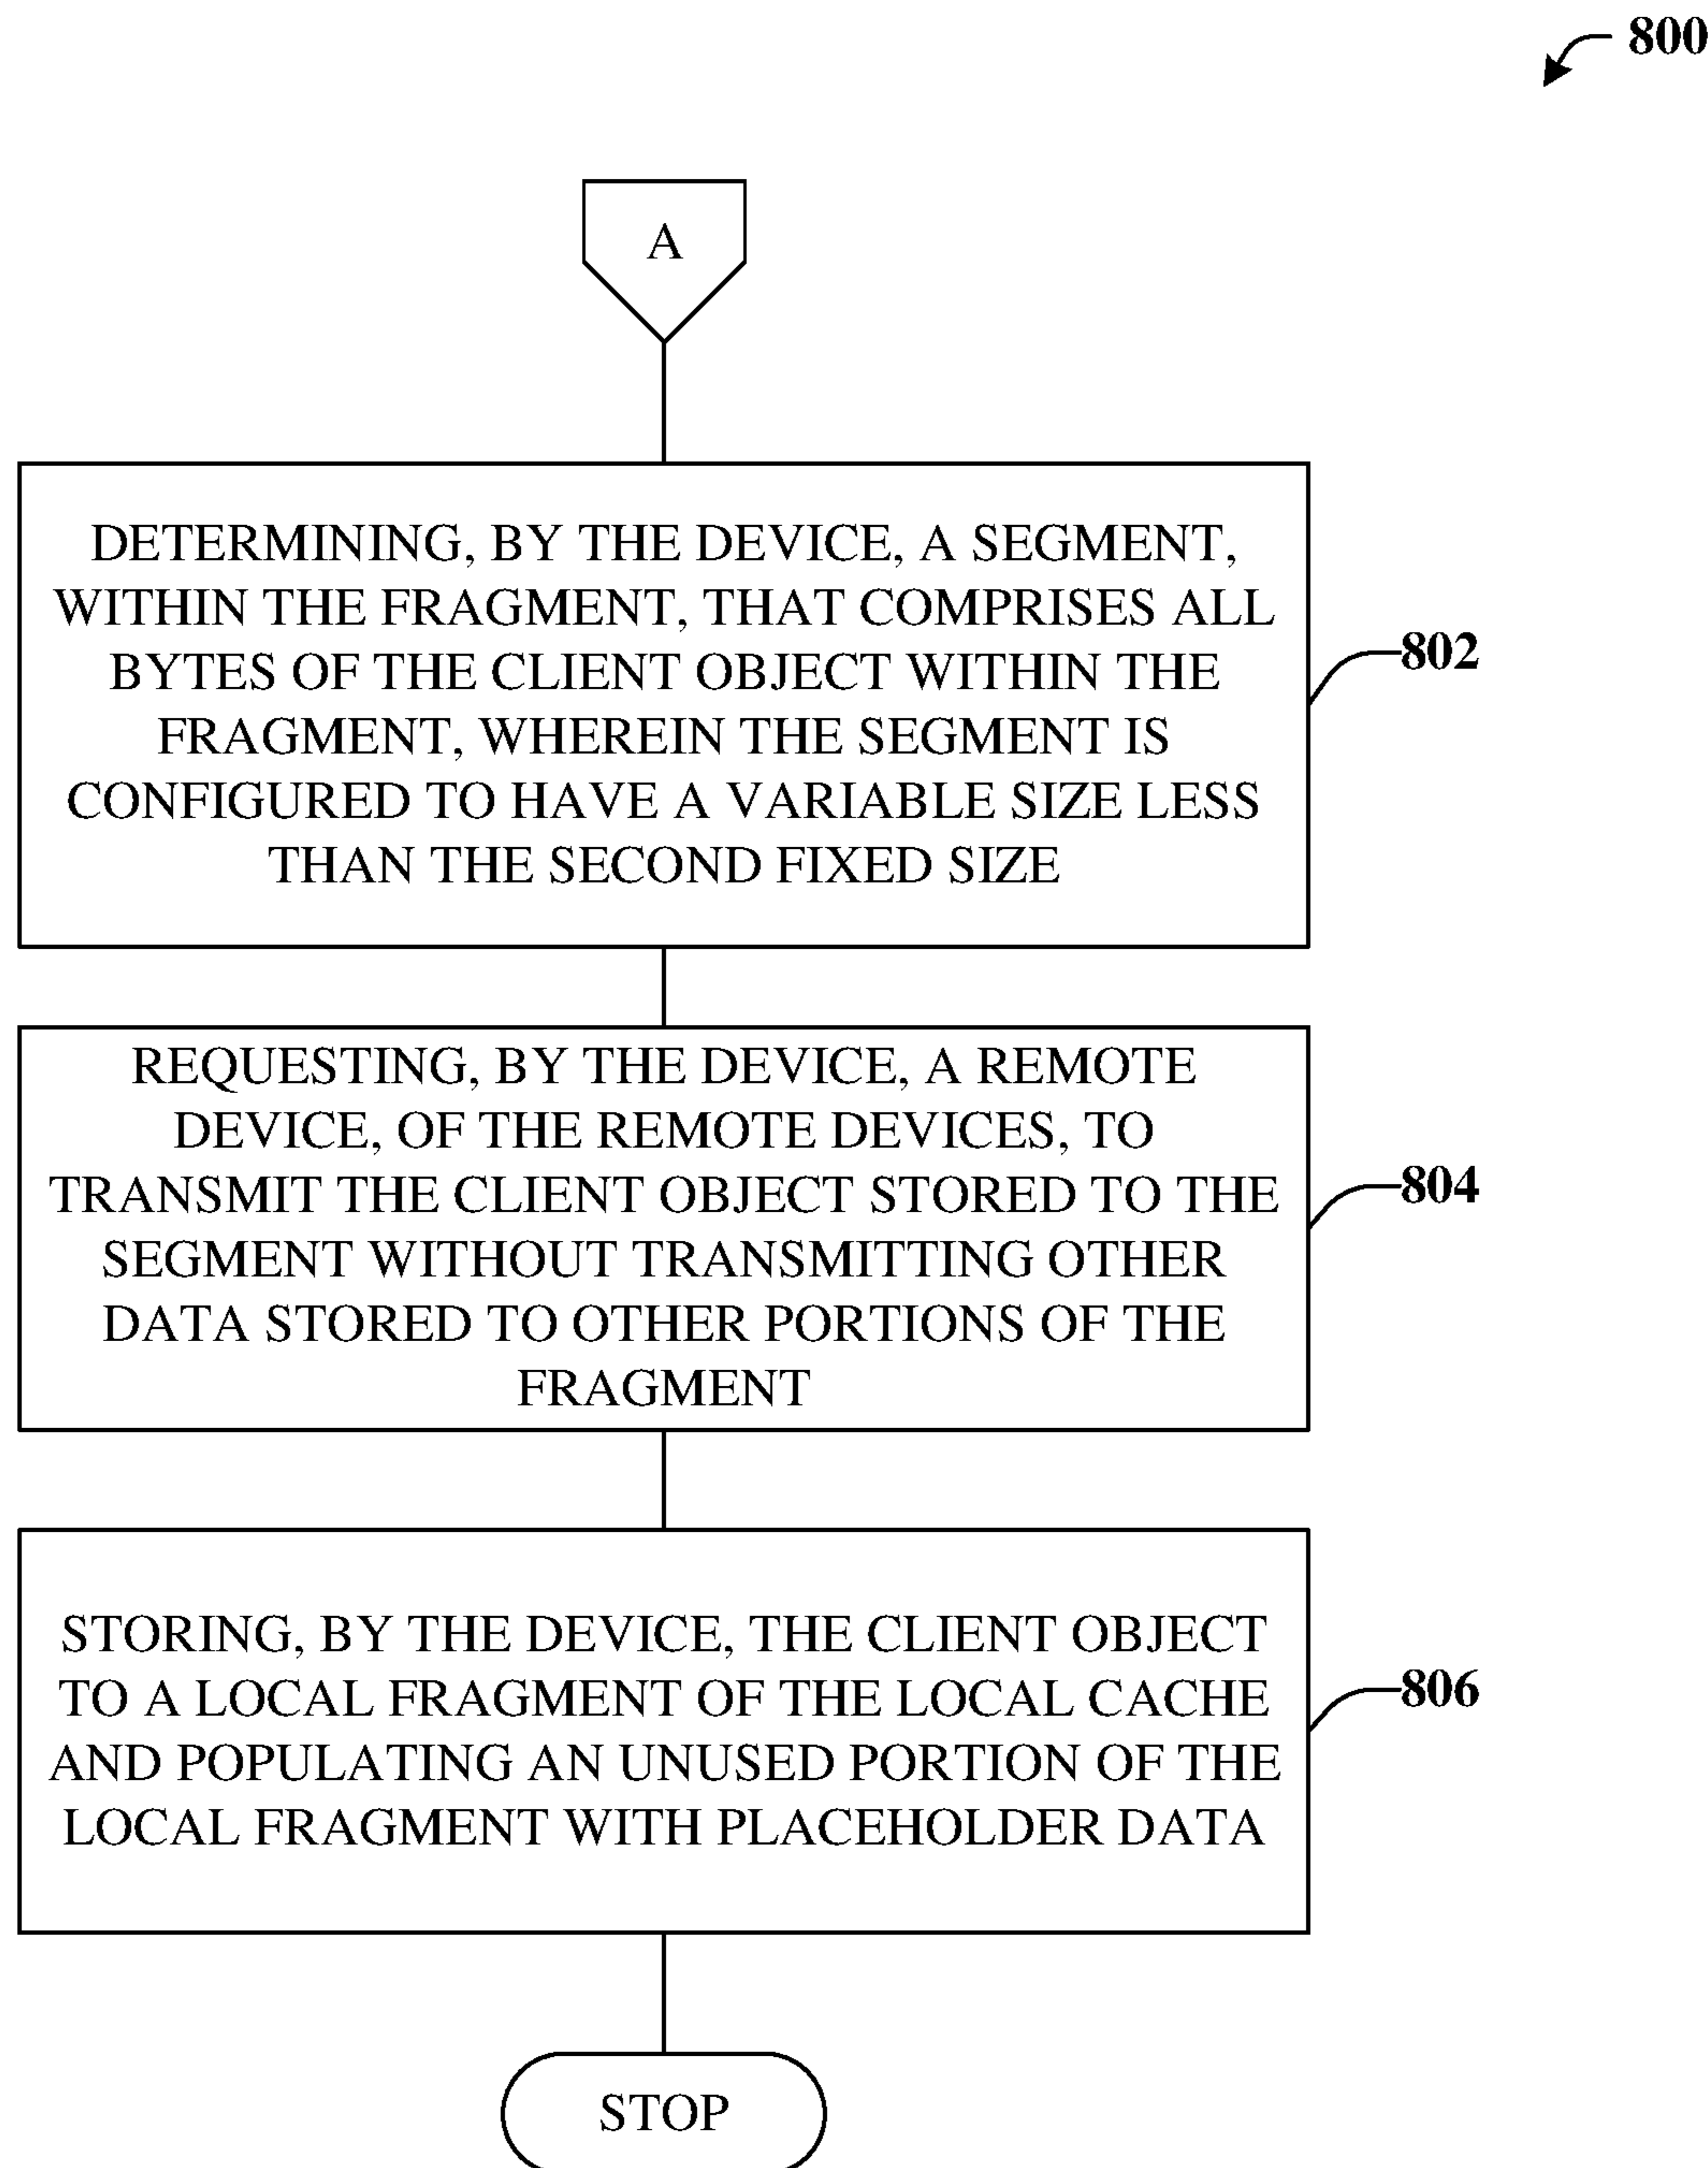 800
A
DETERMINING, BY THE DEVICE, A SEGMENT,
WITHIN THE FRAGMENT, THAT COMPRISES ALL
BYTES OF THE CLIENT OBJECT WITHIN THE
FRAGMENT, WHEREIN THE SEGMENT IS
CONFIGURED TO HAVE A VARIABLE SIZE LESS
THAN THE SECOND FIXED SIZE
802
REQUESTING, BY THE DEVICE, A REMOTE
DEVICE, OF THE REMOTE DEVICES, TO
TRANSMIT THE CLIENT OBJECT STORED TO THE
SEGMENT WITHOUT TRANSMITTING OTHER
DATA STORED TO OTHER PORTIONS OF THE
FRAGMENT
804
STORING, BY THE DEVICE, THE CLIENT OBJECT
TO A LOCAL FRAGMENT OF THE LOCAL CACHE
AND POPULATING AN UNUSED PORTION OF THE
LOCAL FRAGMENT WITH PLACEHOLDER DATA
806
STOP